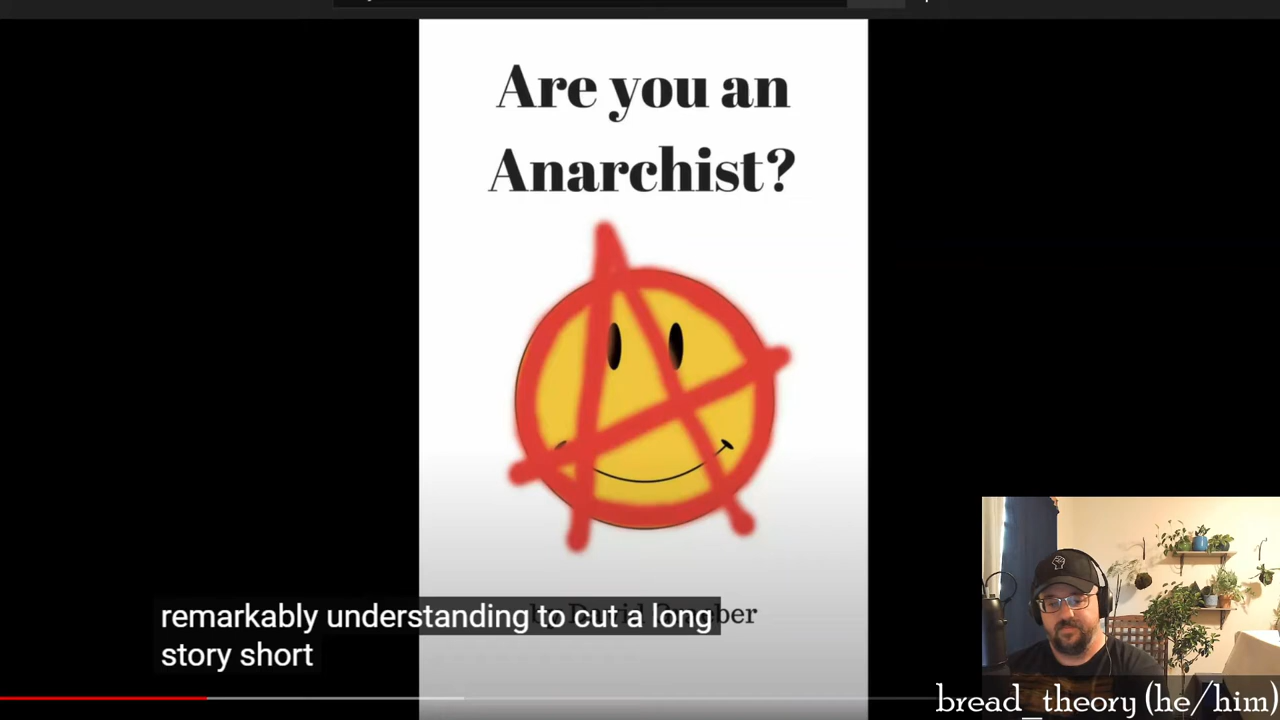 Are you an
Anarchist?
remarkably understanding to cut a long
story short
bread_theory (he/him)